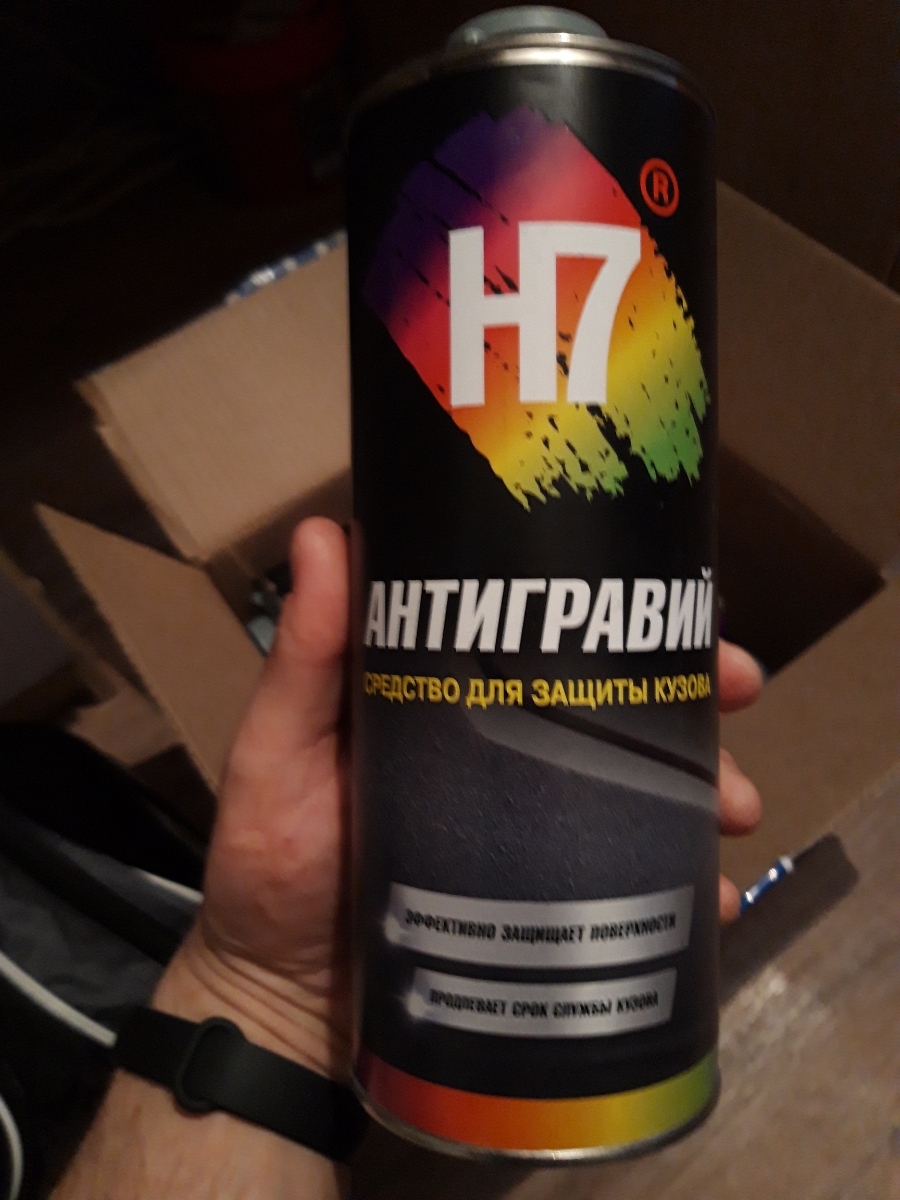 ®
H7
АНТИГРАВИЙ
СРЕДСТВО ДЛЯ ЗАЩИТЫ КУЗОВА
ЭФФЕКТИВНО ЗАЩИЩАЕТ ПОВЕРХНОСТИ
ПРОДЛЕВАЕТ СРОК СЛУЖБЫ КУЗОВА